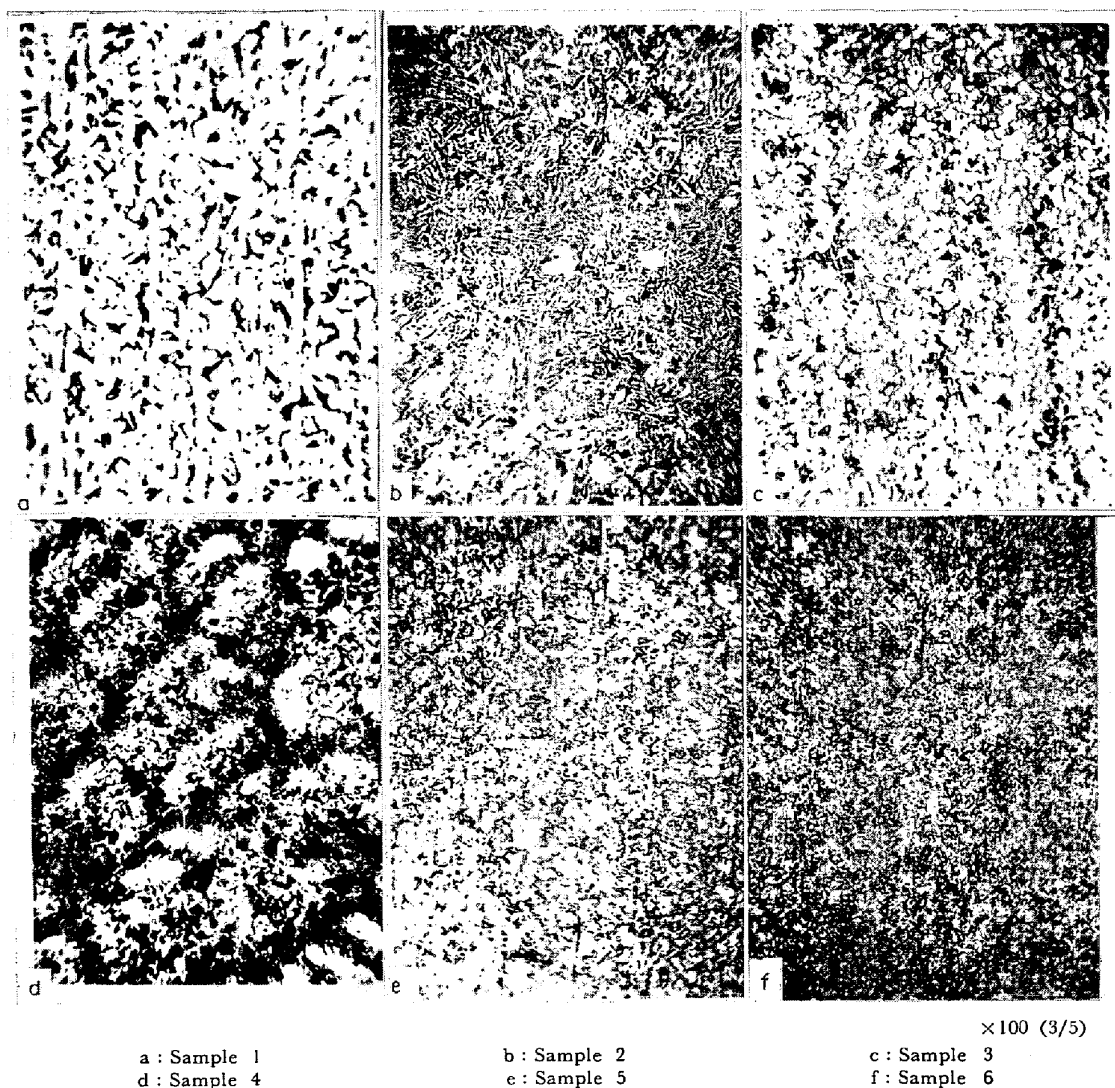 a
b
c
d
e
f
×100 (3/5)
a : Sample 1
b : Sample 2
c : Sample 3
d : Sample 4
e : Sample 5
f : Sample 6